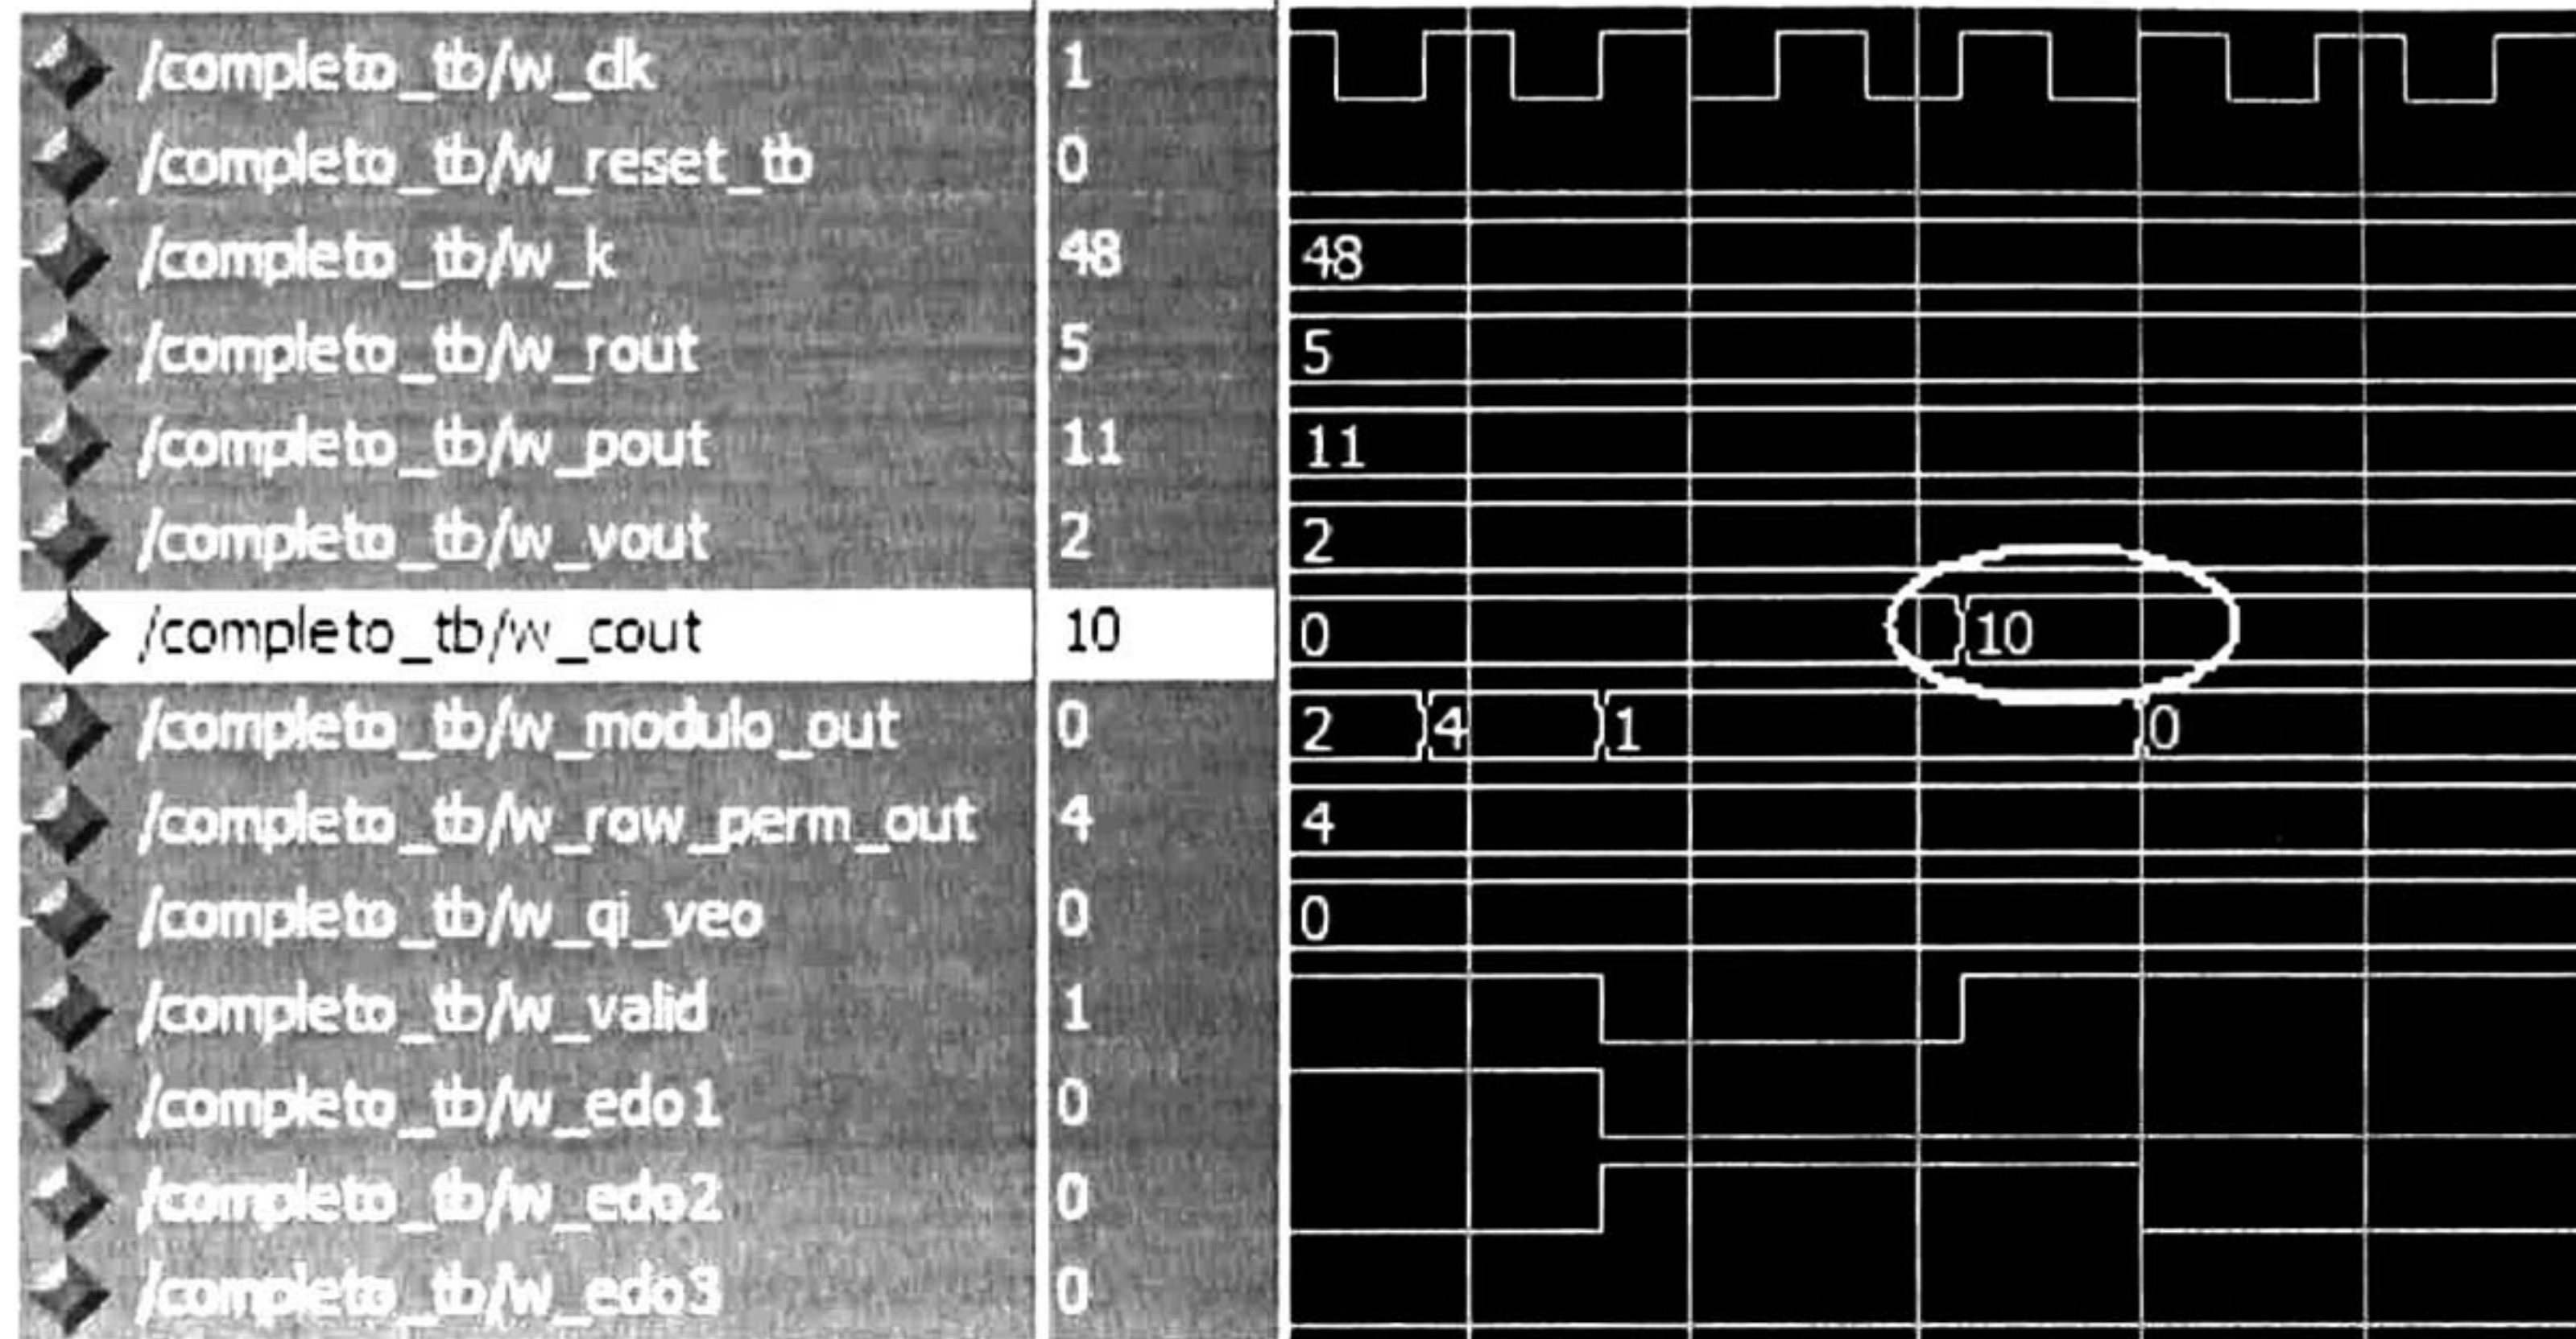 /completo_tb/w_clk 1
/completo_tb/w_reset_tb 0
/completo_tb/w_k 48 48
/completo_tb/w_rout 5 5
/completo_tb/w_pout 11 11
/completo_tb/w_vout 2 2
/completo_tb/w_cout 10 0 10
/completo_tb/w_modulo_out 0 2 4 1 0
/completo_tb/w_row_perm_out 4 4
/completo_tb/w_qi_veo 0 0
/completo_tb/w_valid 1
/completo_tb/w_edo1 0
/completo_tb/w_edo2 0
/completo_tb/w_edo3 0